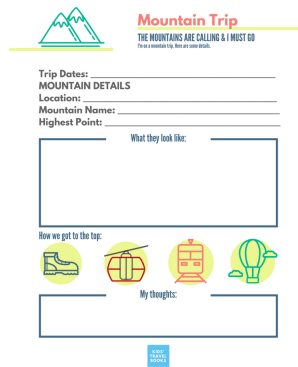 Mountain Trip
THE MOUNTAINS ARE CALLING & I MUST GO
I'm on a mountain trip. Here are some details.
Trip Dates:
MOUNTAIN DETAILS
Location:
Mountain Name:
Highest Point:
What they look like:
How we got to the top:
My thoughts:
KIDS'
TRAVEL
BOOKS